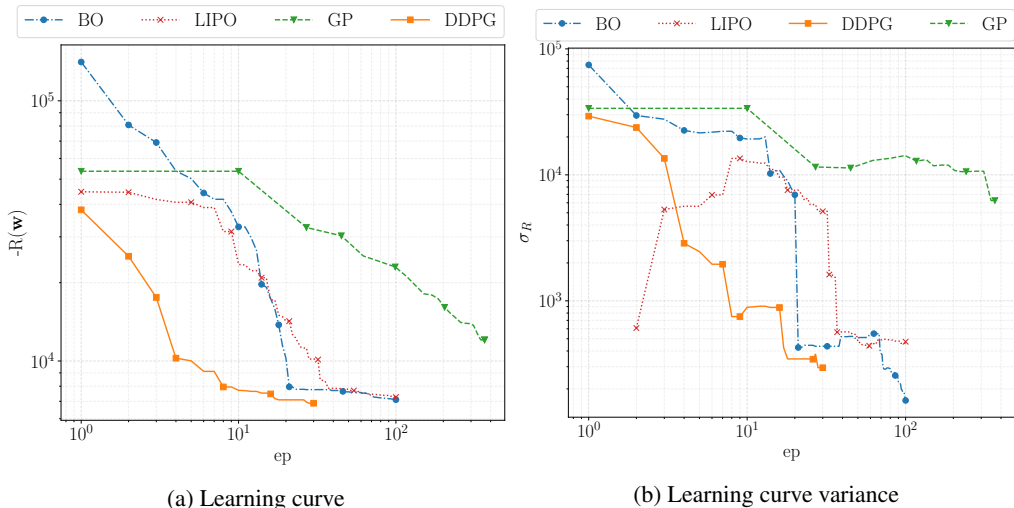 BO LIPO DDPG GP
10^5
10^4
-R(w)
10^0 10^1 10^2
ep
(a) Learning curve
BO LIPO DDPG GP
10^5
10^4
10^3
σ_R
10^0 10^1 10^2
ep
(b) Learning curve variance